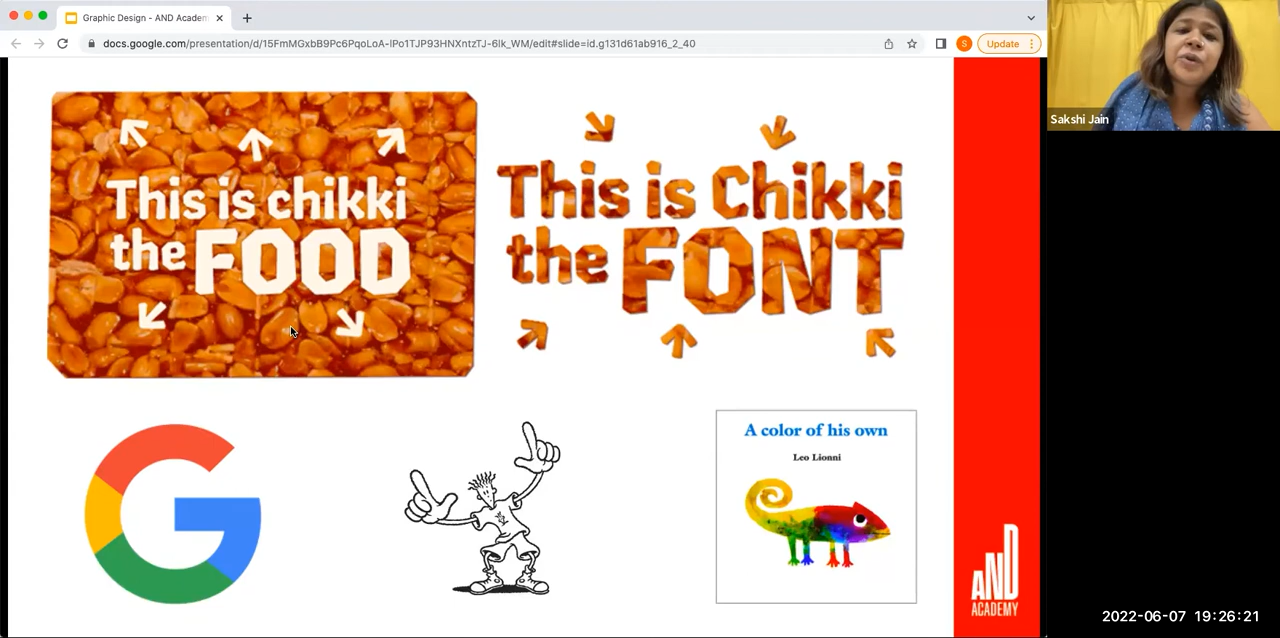 Graphic Design - AND Academ
docs.google.com/presentation/d/15FmMGxbB9Pc6PqoLoA-lPo1TJP93HNXntzTJ-6lk_WM/edit#slide=id.g131d61ab916_2_40
S
Update
Sakshi Jain
This is chikki
the FOOD
This is Chikki
the FONT
G
A color of his own
Leo Lionni
AND
ACADEMY
2022-06-07 19:26:21